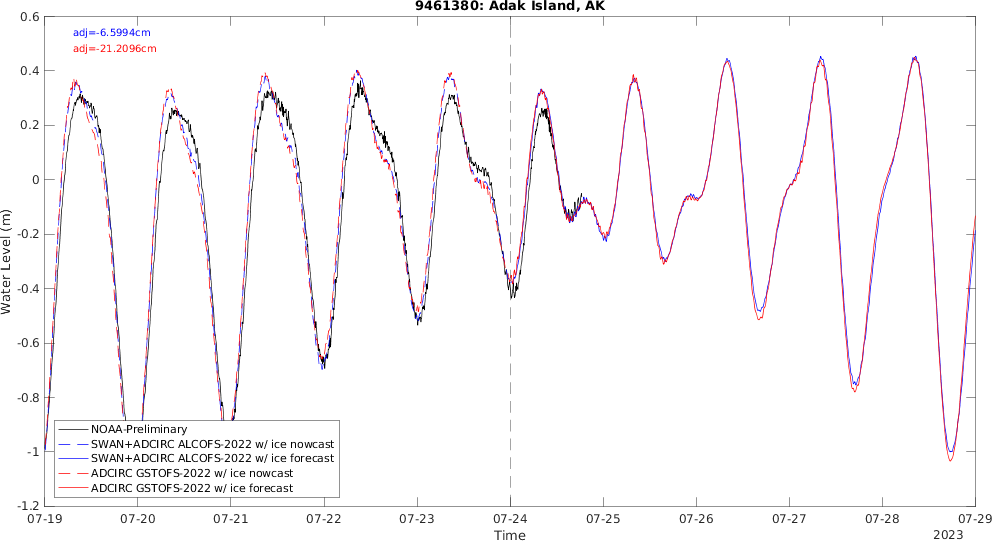 9461380: Adak Island, AK
adj=-6.5994cm
adj=-21.2096cm
Water Level (m)
0.6
0.4
0.2
0
-0.2
-0.4
-0.6
-0.8
-1
-1.2
NOAA-Preliminary
SWAN+ADCIRC ALCOFS-2022 w/ ice nowcast
SWAN+ADCIRC ALCOFS-2022 w/ ice forecast
ADCIRC GSTOFS-2022 w/ ice nowcast
ADCIRC GSTOFS-2022 w/ ice forecast
07-19 07-20 07-21 07-22 07-23 07-24 07-25 07-26 07-27 07-28 07-29
Time
2023